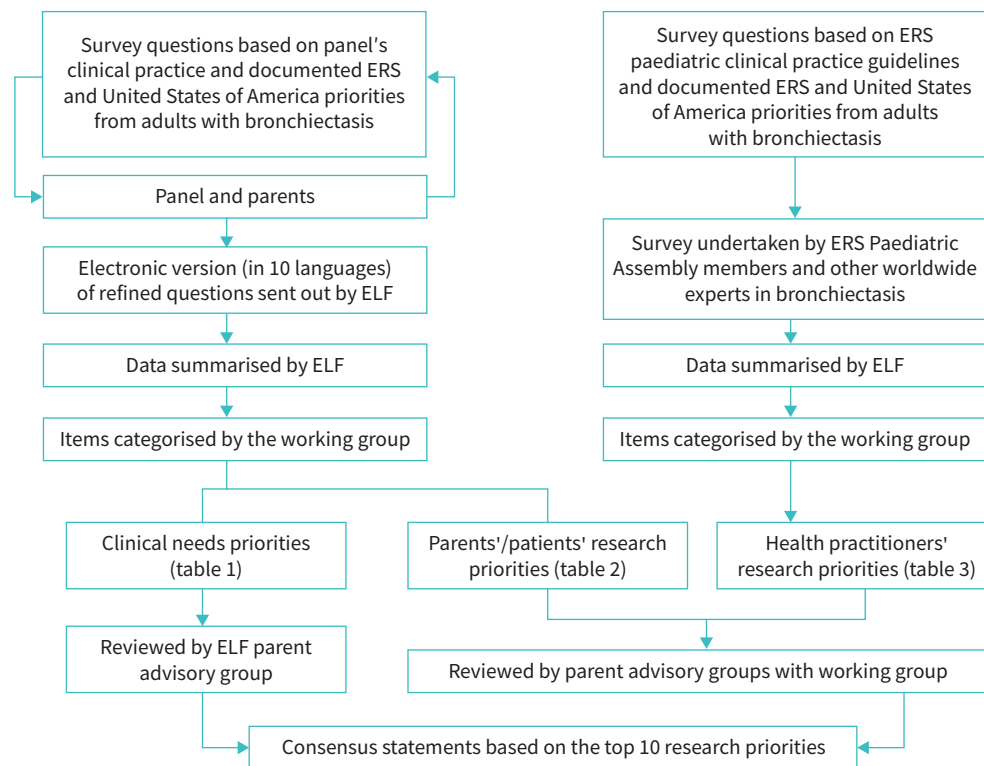 Survey questions based on panel's
clinical practice and documented ERS
and United States of America priorities
from adults with bronchiectasis
Panel and parents
Electronic version (in 10 languages)
of refined questions sent out by ELF
Data summarised by ELF
Items categorised by the working group
Survey questions based on ERS
paediatric clinical practice guidelines
and documented ERS and United States
of America priorities from adults
with bronchiectasis
Survey undertaken by ERS Paediatric
Assembly members and other worldwide
experts in bronchiectasis
Data summarised by ELF
Items categorised by the working group
Clinical needs priorities
(table 1)
Parents'/patients' research
priorities (table 2)
Health practitioners'
research priorities (table 3)
Reviewed by ELF parent
advisory group
Reviewed by parent advisory groups with working group
Consensus statements based on the top 10 research priorities